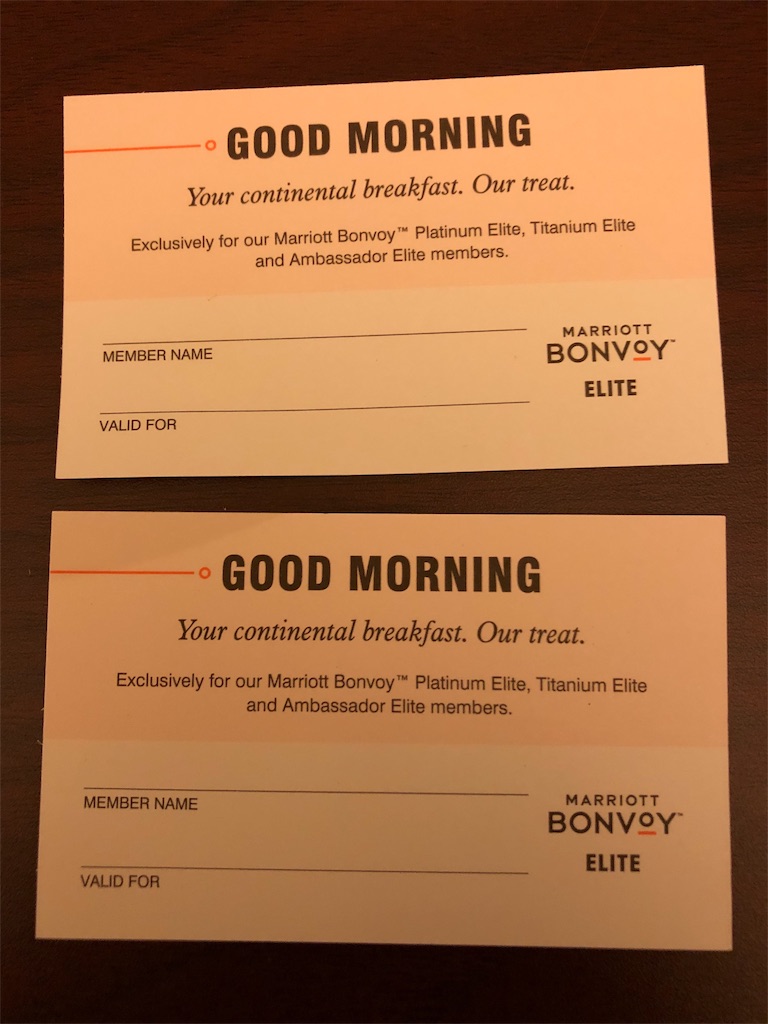 GOOD MORNING
Your continental breakfast. Our treat.
Exclusively for our Marriott Bonvoy™ Platinum Elite, Titanium Elite
and Ambassador Elite members.
MEMBER NAME
VALID FOR
MARRIOTT
BONVOY™
ELITE
GOOD MORNING
Your continental breakfast. Our treat.
Exclusively for our Marriott Bonvoy™ Platinum Elite, Titanium Elite
and Ambassador Elite members.
MEMBER NAME
VALID FOR
MARRIOTT
BONVOY™
ELITE